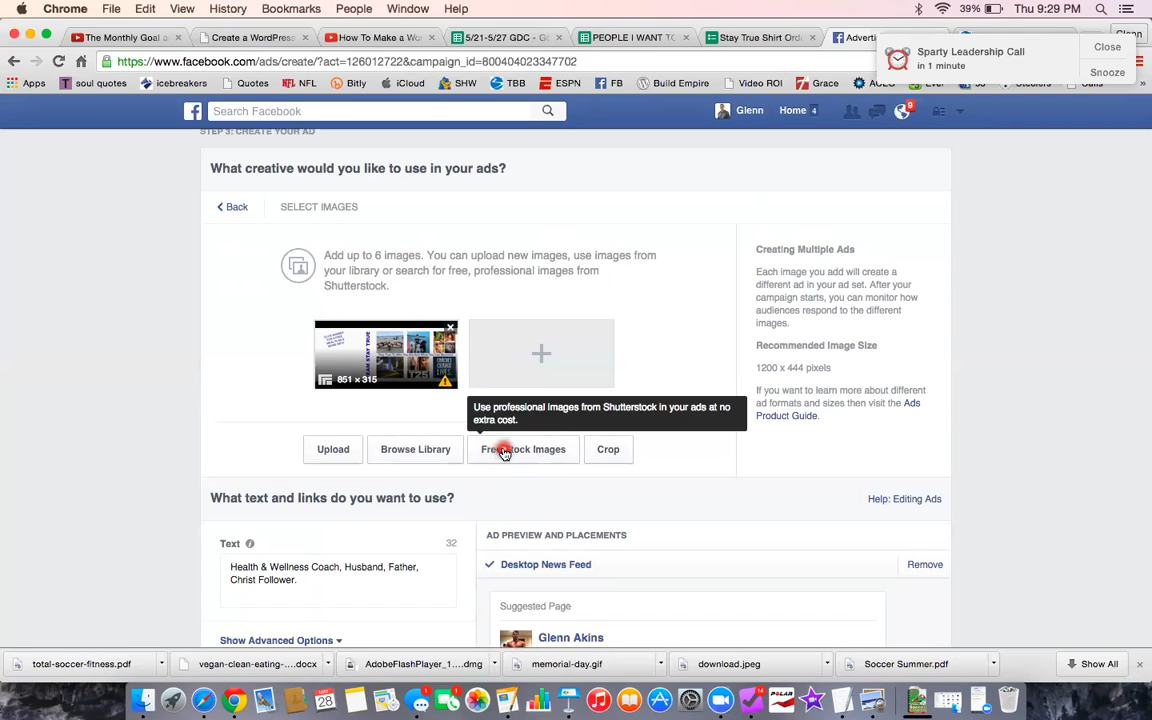 Chrome File Edit View History Bookmarks People Window Help 39% Thu 9:29 PM
The Monthly Goal a Create a WordPress How To Make a Wor 5/21-5/27 GDC - Go PEOPLE I WANT TO Stay True Shirt Orde Adverti Glenn
https://www.facebook.com/ads/create/?act=126012722&campaign_id=800404023347702
Sparty Leadership Call
in 1 minute
Close
Snooze
Apps soul quotes icebreakers Quotes NFL Bitly iCloud SHW TBB ESPN FB Build Empire Video ROI Grace
Search Facebook Glenn Home 4 9
STEP 3: CREATE YOUR AD
What creative would you like to use in your ads?
Back SELECT IMAGES
Add up to 6 images. You can upload new images, use images from
your library or search for free, professional images from
Shutterstock.
851 × 315
Use professional images from Shutterstock in your ads at no
extra cost.
Upload Browse Library Free Stock Images Crop
Creating Multiple Ads
Each image you add will create a
different ad in your ad set. After your
campaign starts, you can monitor how
audiences respond to the different
images.
Recommended Image Size
1200 x 444 pixels
If you want to learn more about different
ad formats and sizes then visit the Ads
Product Guide.
What text and links do you want to use? Help: Editing Ads
Text 32
Health & Wellness Coach, Husband, Father,
Christ Follower.
Show Advanced Options
AD PREVIEW AND PLACEMENTS
Desktop News Feed Remove
Suggested Page
Glenn Akins
total-soccer-fitness.pdf vegan-clean-eating-....docx AdobeFlashPlayer_1....dmg memorial-day.gif download.jpeg Soccer Summer.pdf Show All
MAY
28
1
14
POLAR